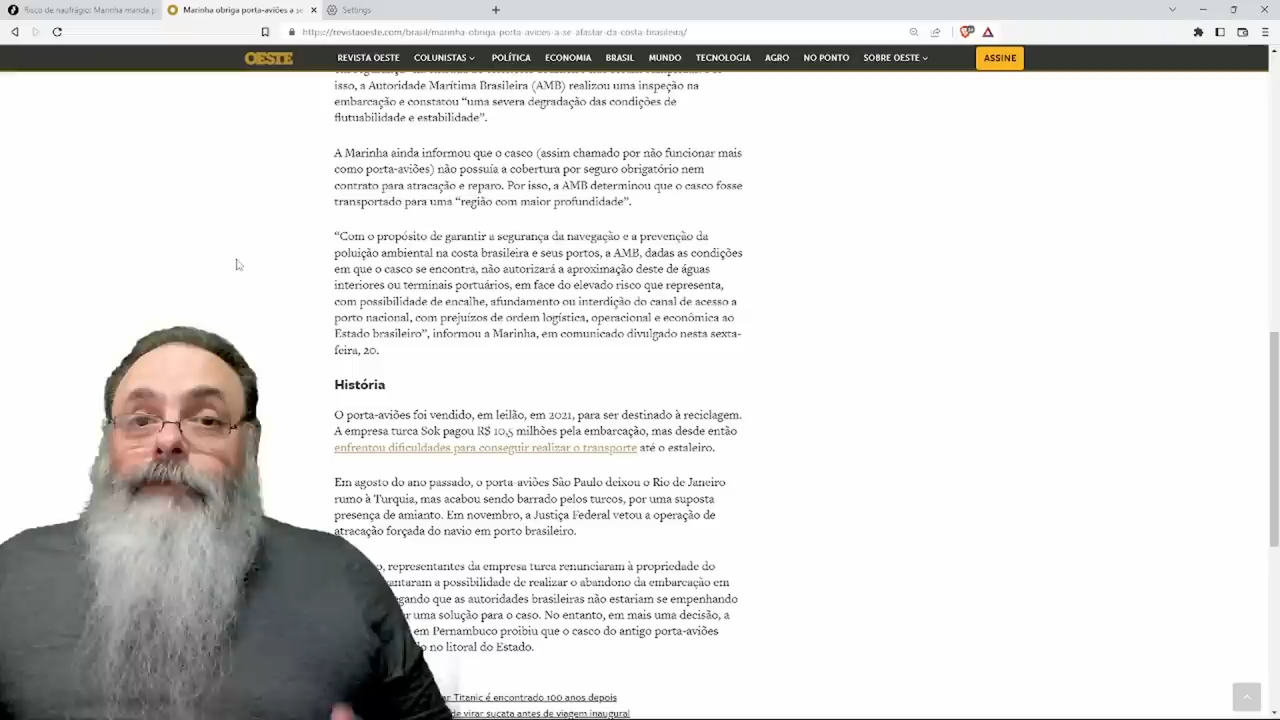 Risco de naufrágio: Marinha manda p
Marinha obriga porta-aviões a se
Settings
https://revistaoeste.com/brasil/marinha-obriga-porta-avioes-a-se-afastar-da-costa-brasileira/
OESTE
REVISTA OESTE COLUNISTAS POLÍTICA ECONOMIA BRASIL MUNDO TECNOLOGIA AGRO NO PONTO SOBRE OESTE ASSINE
isso, a Autoridade Marítima Brasileira (AMB) realizou uma inspeção na
embarcação e constatou “uma severa degradação das condições de
flutuabilidade e estabilidade”.
A Marinha ainda informou que o casco (assim chamado por não funcionar mais
como porta-aviões) não possuía a cobertura por seguro obrigatório nem
contrato para atracação e reparo. Por isso, a AMB determinou que o casco fosse
transportado para uma “região com maior profundidade”.
“Com o propósito de garantir a segurança da navegação e a prevenção da
poluição ambiental na costa brasileira e seus portos, a AMB, dadas as condições
em que o casco se encontra, não autorizará a aproximação deste de águas
interiores ou terminais portuários, em face do elevado risco que representa,
com possibilidade de encalhe, afundamento ou interdição do canal de acesso a
porto nacional, com prejuízos de ordem logística, operacional e econômica ao
Estado brasileiro”, informou a Marinha, em comunicado divulgado nesta sexta-
feira, 20.
História
O porta-aviões foi vendido, em leilão, em 2021, para ser destinado à reciclagem.
A empresa turca Sok pagou R$ 10,5 milhões pela embarcação, mas desde então
enfrentou dificuldades para conseguir realizar o transporte até o estaleiro.
Em agosto do ano passado, o porta-aviões São Paulo deixou o Rio de Janeiro
rumo à Turquia, mas acabou sendo barrado pelos turcos, por uma suposta
presença de amianto. Em novembro, a Justiça Federal vetou a operação de
atracação forçada do navio em porto brasileiro.
representantes da empresa turca renunciaram à propriedade do
a possibilidade de realizar o abandono da embarcação em
que as autoridades brasileiras não estariam se empenhando
uma solução para o caso. No entanto, em mais uma decisão, a
em Pernambuco proibiu que o casco do antigo porta-aviões
no litoral do Estado.
Titanic é encontrado 100 anos depois
de virar sucata antes de viagem inaugural